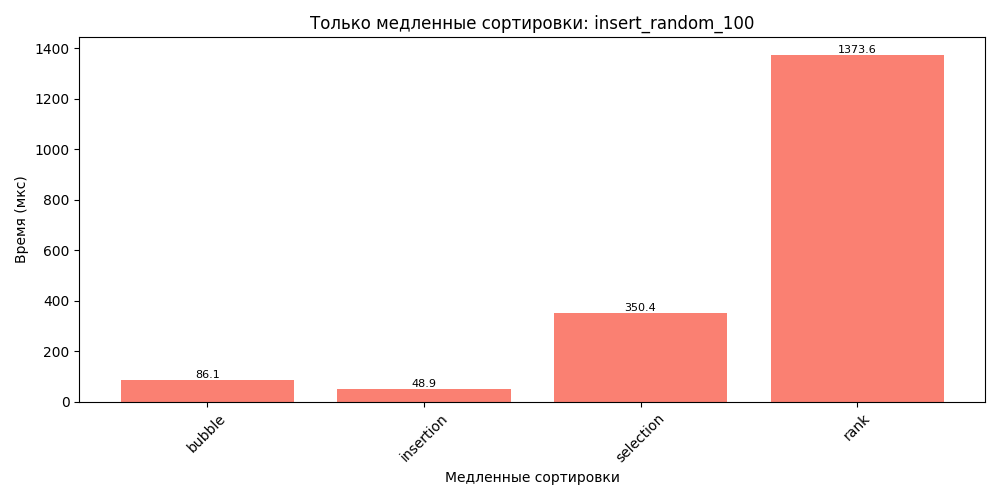 Только медленные сортировки: insert_random_100
Время (мкс)
1400
1200
1000
800
600
400
200
0
86.1
48.9
350.4
1373.6
bubble
insertion
selection
rank
Медленные сортировки